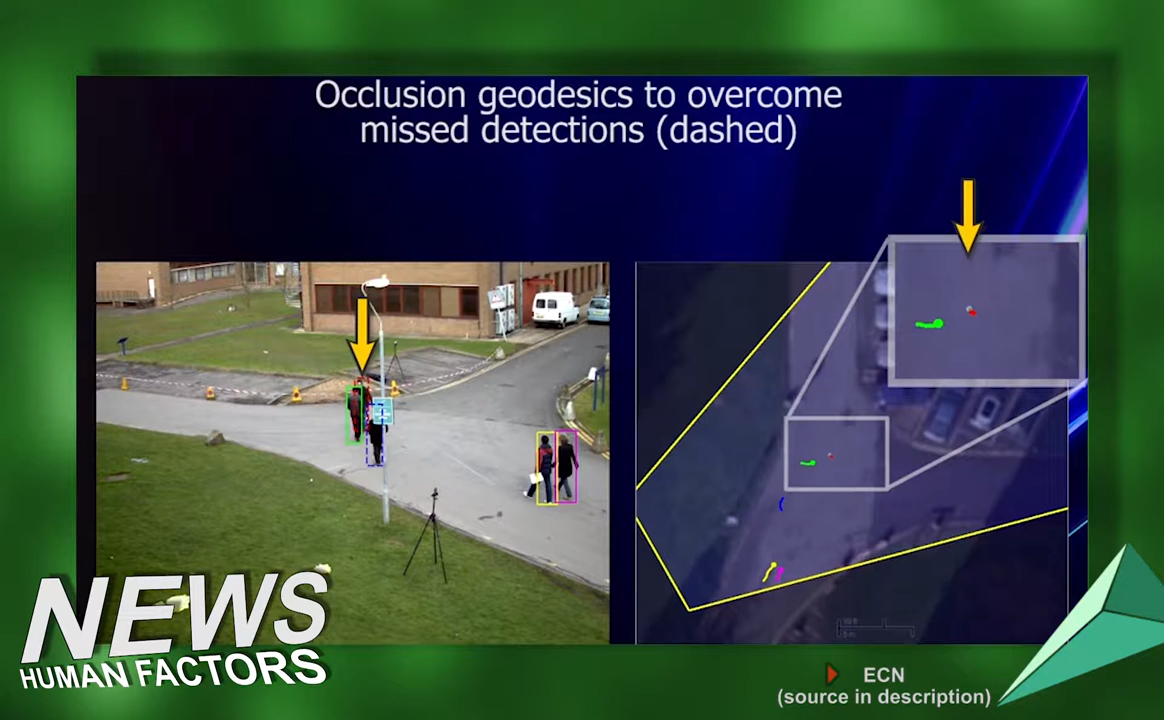 Occlusion geodesics to overcome
missed detections (dashed)
NEWS
HUMAN FACTORS
ECN
(source in description)